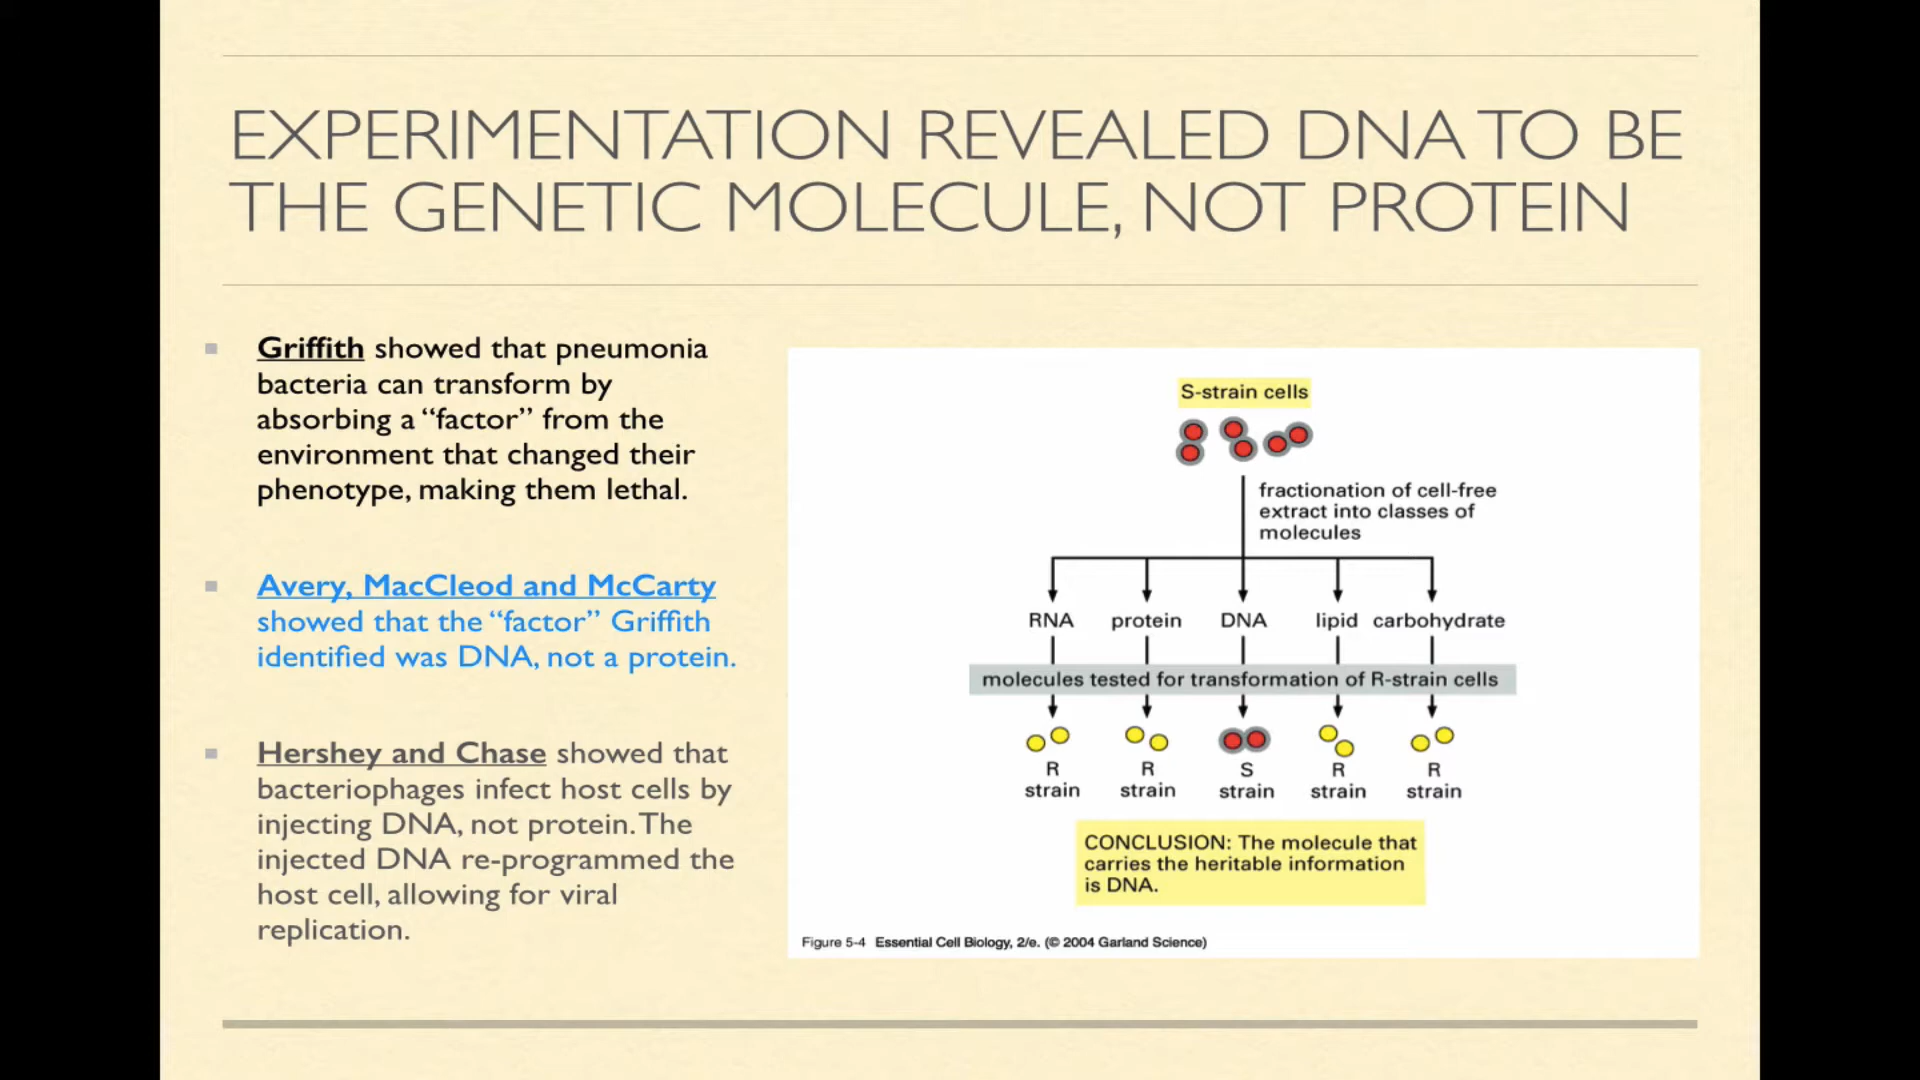 EXPERIMENTATION REVEALED DNA TO BE
THE GENETIC MOLECULE, NOT PROTEIN
Griffith showed that pneumonia
bacteria can transform by
absorbing a “factor” from the
environment that changed their
phenotype, making them lethal.
Avery, MacCleod and McCarty
showed that the “factor” Griffith
identified was DNA, not a protein.
Hershey and Chase showed that
bacteriophages infect host cells by
injecting DNA, not protein. The
injected DNA re-programmed the
host cell, allowing for viral
replication.
S-strain cells
fractionation of cell-free
extract into classes of
molecules
RNA protein DNA lipid carbohydrate
molecules tested for transformation of R-strain cells
R R S R R
strain strain strain strain strain
CONCLUSION: The molecule that
carries the heritable information
is DNA.
Figure 5-4 Essential Cell Biology, 2/e. (© 2004 Garland Science)